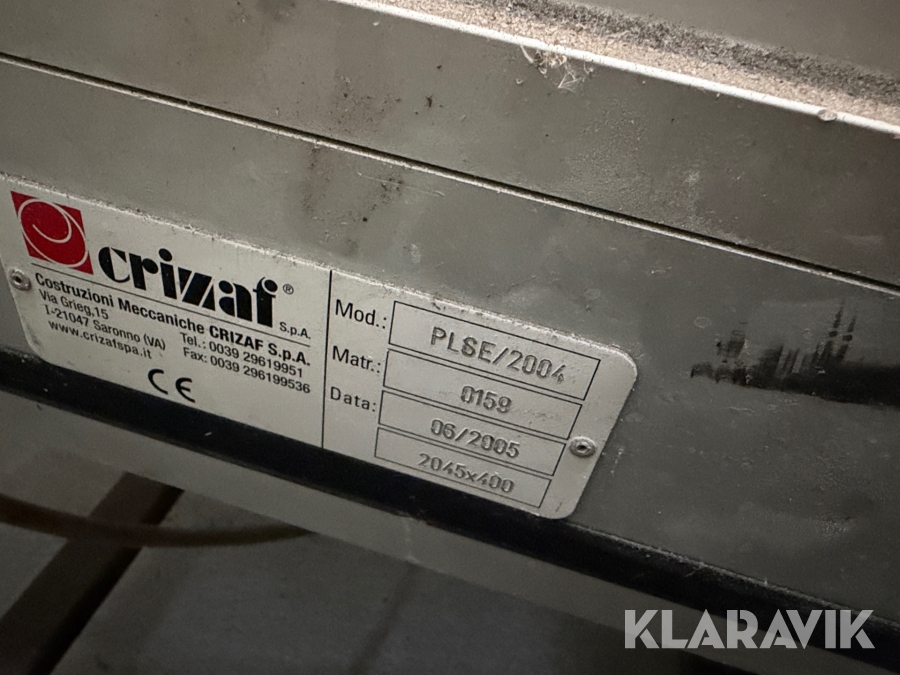 crizaf®
S.p.A.
Costruzioni Meccaniche CRIZAF S.p.A.
Via Grieg,15
I-21047 Saronno (VA)
www.crizafspa.it
Tel.: 0039 29619951
Fax: 0039 296199536
CE
Mod.: PLSE/2004
Matr.: 0159
Data: 06/2005
2045x400
KLARAVIK